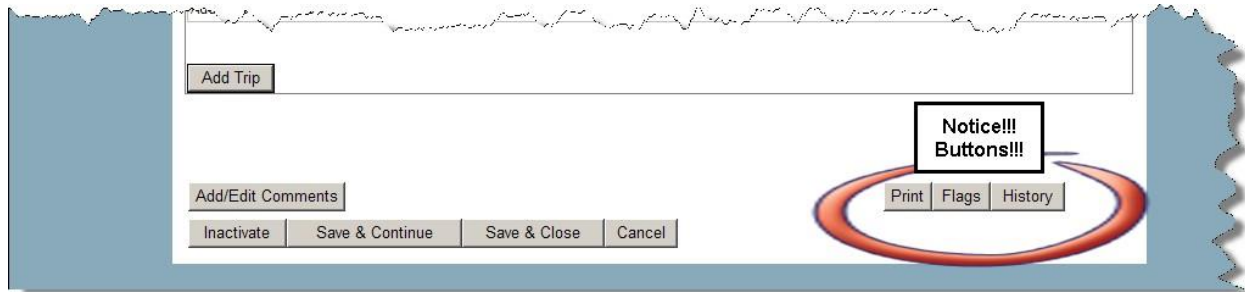 Add Trip
Notice!!!
Buttons!!!
Add/Edit Comments
Print Flags History
Inactivate Save & Continue Save & Close Cancel